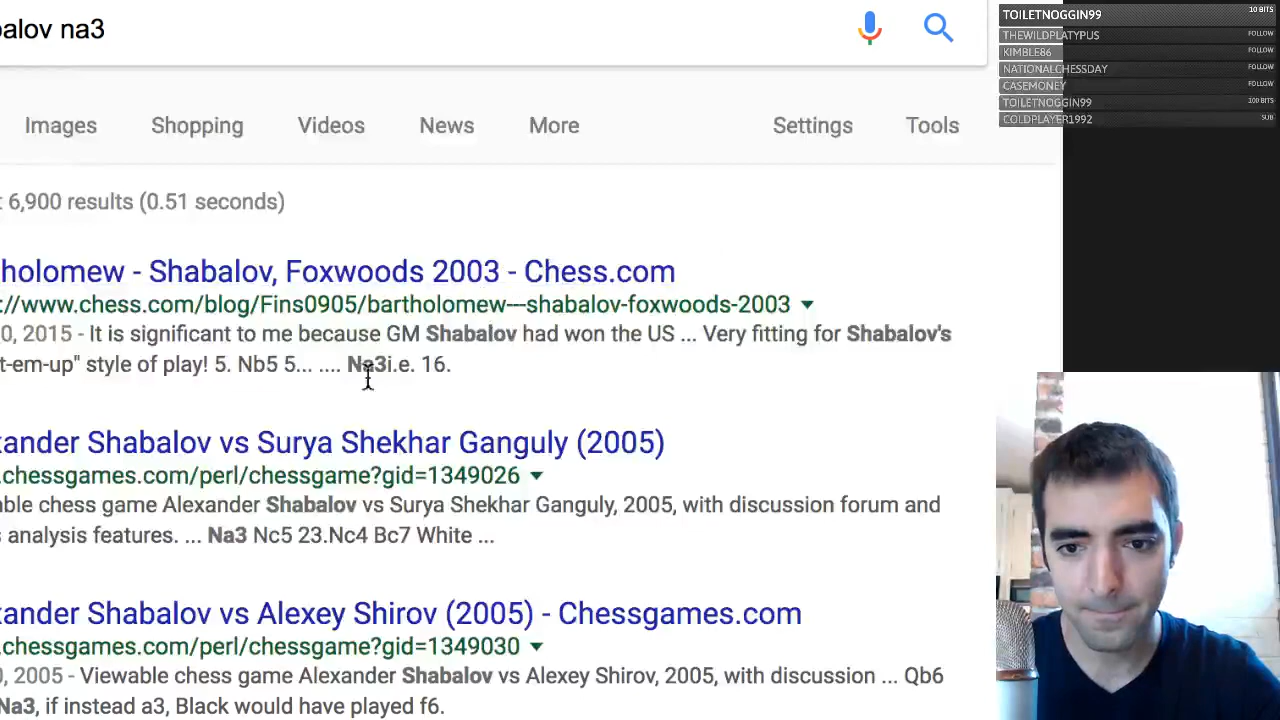 alov na3
Images Shopping Videos News More Settings Tools
6,900 results (0.51 seconds)
holomew - Shabalov, Foxwoods 2003 - Chess.com
://www.chess.com/blog/Fins0905/bartholomew---shabalov-foxwoods-2003
0, 2015 - It is significant to me because GM Shabalov had won the US ... Very fitting for Shabalov's
t-em-up" style of play! 5. Nb5 5... .... Na3i.e. 16.
ander Shabalov vs Surya Shekhar Ganguly (2005)
.chessgames.com/perl/chessgame?gid=1349026
ble chess game Alexander Shabalov vs Surya Shekhar Ganguly, 2005, with discussion forum and
s analysis features. ... Na3 Nc5 23.Nc4 Bc7 White ...
ander Shabalov vs Alexey Shirov (2005) - Chessgames.com
.chessgames.com/perl/chessgame?gid=1349030
0, 2005 - Viewable chess game Alexander Shabalov vs Alexey Shirov, 2005, with discussion ... Qb6
Na3, if instead a3, Black would have played f6.
TOILETNOGGIN99 10 BITS
THEWILDPLATYPUS FOLLOW
KIMBLE86 FOLLOW
NATIONALCHESSDAY FOLLOW
CASEMONEY FOLLOW
TOILETNOGGIN99 100 BITS
COLDPLAYER1992 SUB